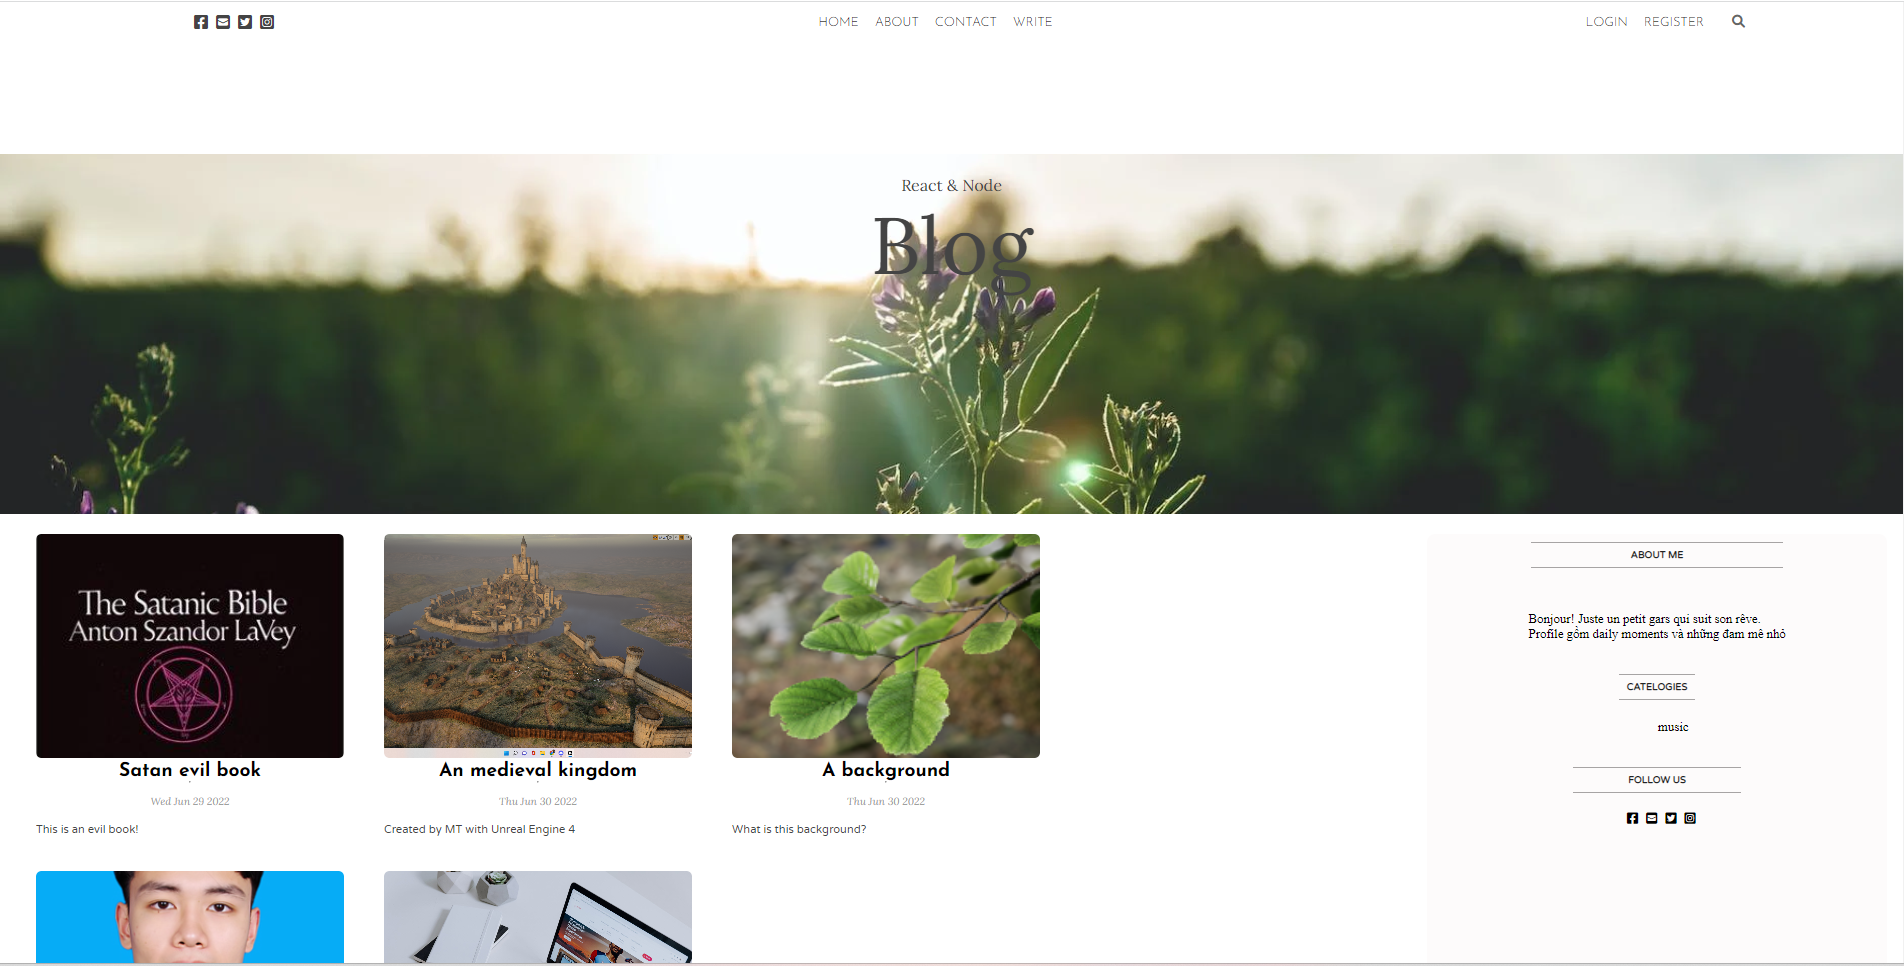 HOME ABOUT CONTACT WRITE
LOGIN REGISTER
React & Node
Blog
The Satanic Bible
Anton Szandor LaVey
Satan evil book
Wed Jun 29 2022
This is an evil book!
An medieval kingdom
Thu Jun 30 2022
Created by MT with Unreal Engine 4
A background
Thu Jun 30 2022
What is this background?
ABOUT ME
Bonjour! Juste un petit gars qui suit son rêve.
Profile gồm daily moments và những đam mê nhỏ
CATELOGIES
music
FOLLOW US